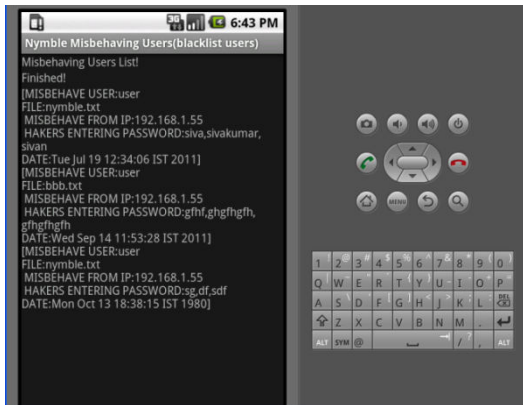 3G 6:43 PM
Nymble Misbehaving Users(blacklist users)
Misbehaving Users List!
Finished!
[MISBEHAVE USER:user
FILE:nymble.txt
MISBEHAVE FROM IP:192.168.1.55
HAKERS ENTERING PASSWORD:siva,sivakumar,
sivan
DATE:Tue Jul 19 12:34:06 IST 2011]
[MISBEHAVE USER:user
FILE:bbb.txt
MISBEHAVE FROM IP:192.168.1.55
HAKERS ENTERING PASSWORD:gfhf,ghgfhgfh,
gfhgfhgfh
DATE:Wed Sep 14 11:53:28 IST 2011]
[MISBEHAVE USER:user
FILE:nymble.txt
MISBEHAVE FROM IP:192.168.1.55
HAKERS ENTERING PASSWORD:sg,df,sdf
DATE:Mon Oct 13 18:38:15 IST 1980]
MENU
1 2 @ 3 # 4 $ 5 % 6 ^ 7 & 8 * 9 ( 0 )
Q W E R T Y U I O P
A S D F G H J K L DEL
Z X C V B N M .
ALT SYM @ / ? , ALT